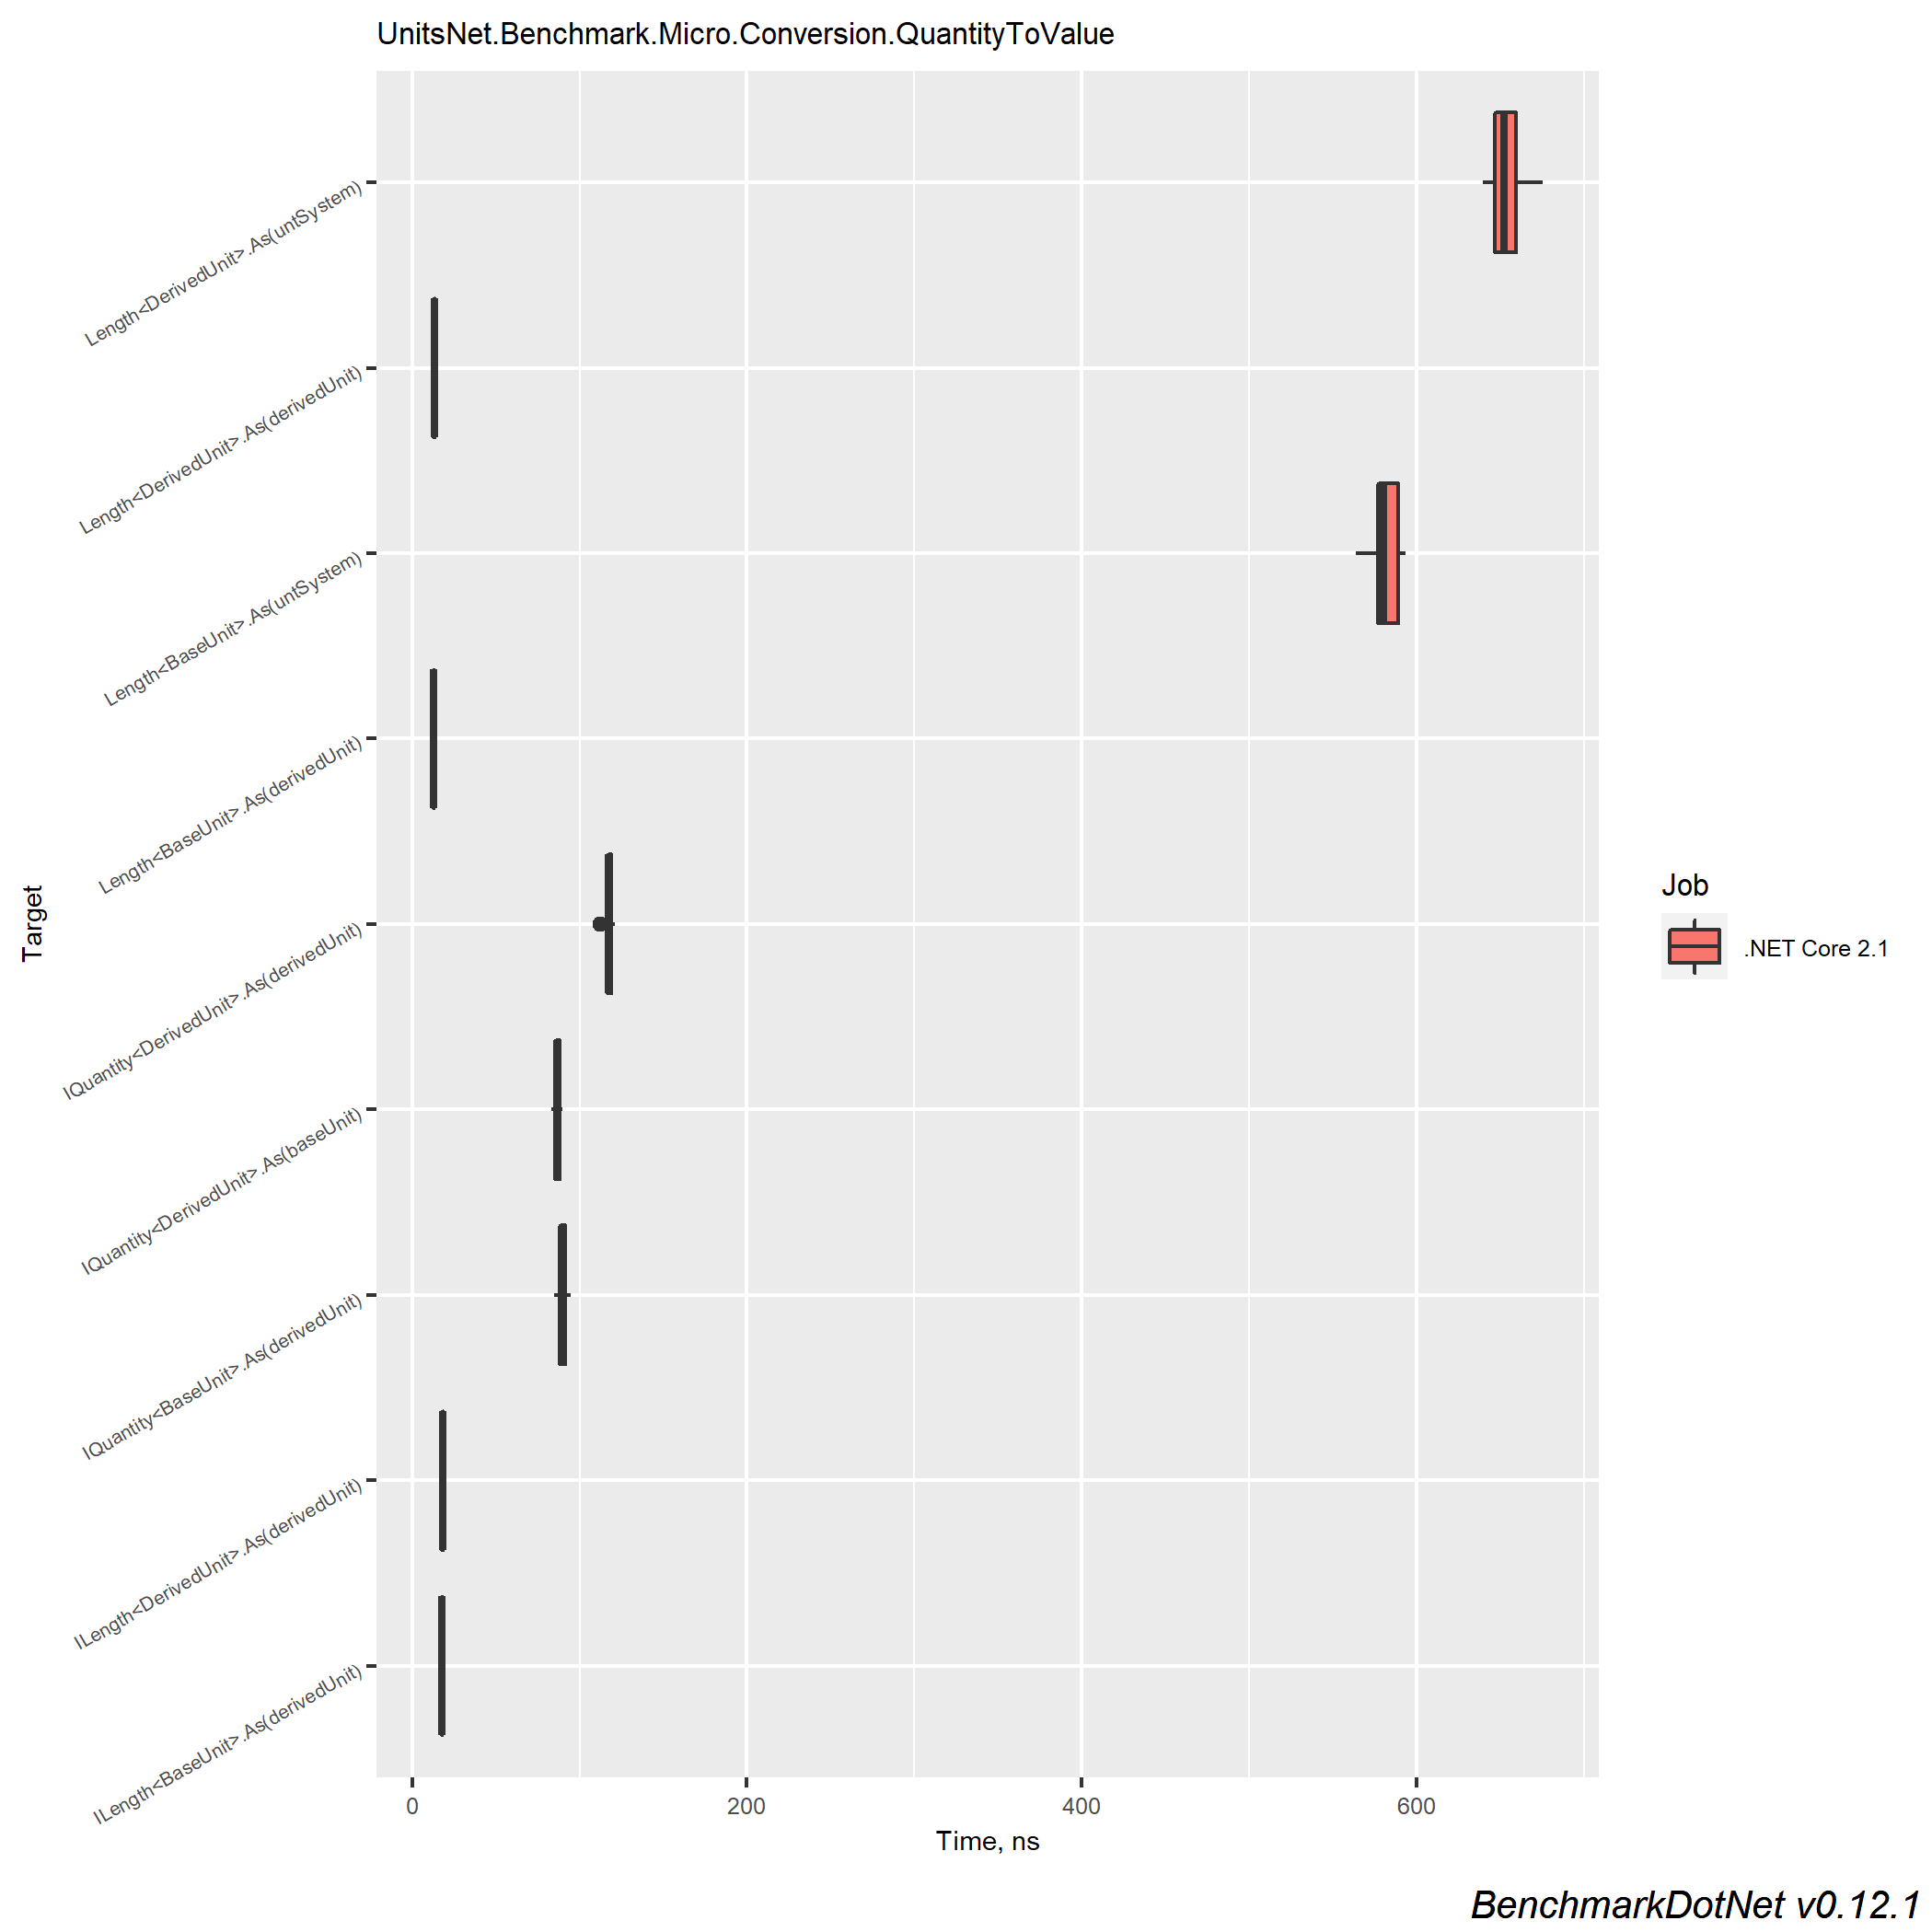 UnitsNet.Benchmark.Micro.Conversion.QuantityToValue
Length<DerivedUnit>.As(untSystem)
Length<DerivedUnit>.As(derivedUnit)
Length<BaseUnit>.As(untSystem)
Length<BaseUnit>.As(derivedUnit)
IQuantity<DerivedUnit>.As(derivedUnit)
IQuantity<DerivedUnit>.As(baseUnit)
IQuantity<BaseUnit>.As(derivedUnit)
ILength<DerivedUnit>.As(derivedUnit)
ILength<BaseUnit>.As(derivedUnit)
Target
0 200 400 600
Time, ns
Job
.NET Core 2.1
BenchmarkDotNet v0.12.1